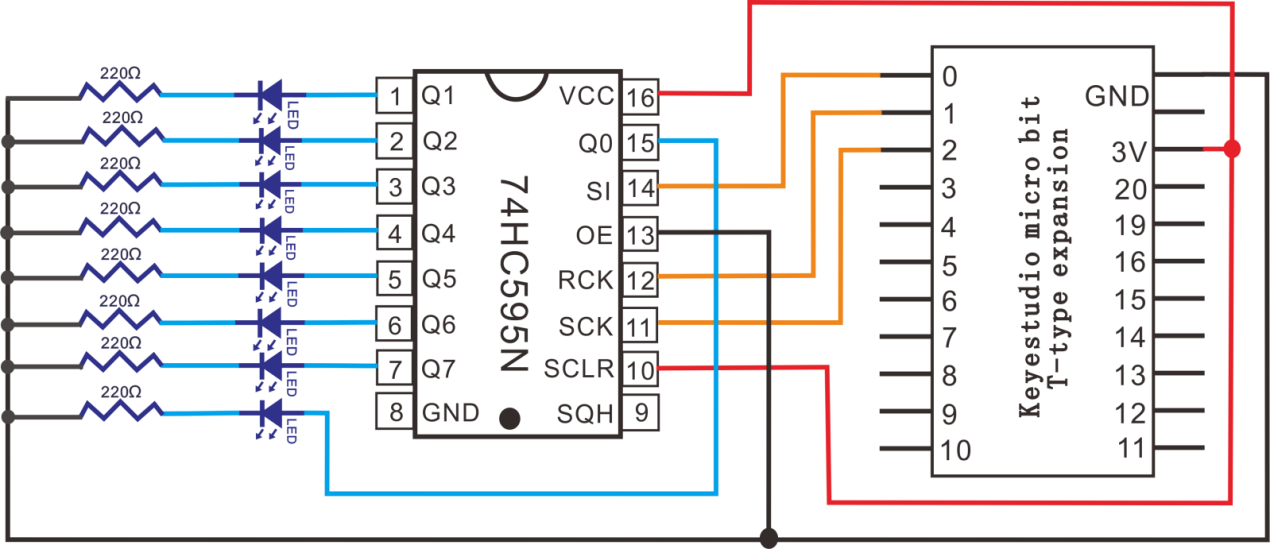 220Ω
LED
220Ω
LED
220Ω
LED
220Ω
LED
220Ω
LED
220Ω
LED
220Ω
LED
220Ω
LED
1 Q1
2 Q2
3 Q3
4 Q4
5 Q5
6 Q6
7 Q7
8 GND
74HC595N
VCC 16
Q0 15
SI 14
OE 13
RCK 12
SCK 11
SCLR 10
SQH 9
0
1
2
3
4
5
6
7
8
9
10
Keyestudio micro bit
T-type expansion
GND
3V
20
19
16
15
14
13
12
11